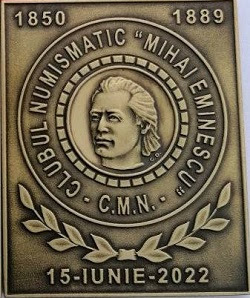 1850 1889
CLUBUL NUMISMATIC "MIHAI EMINESCU"
- C.M.N. -
15-IUNIE-2022